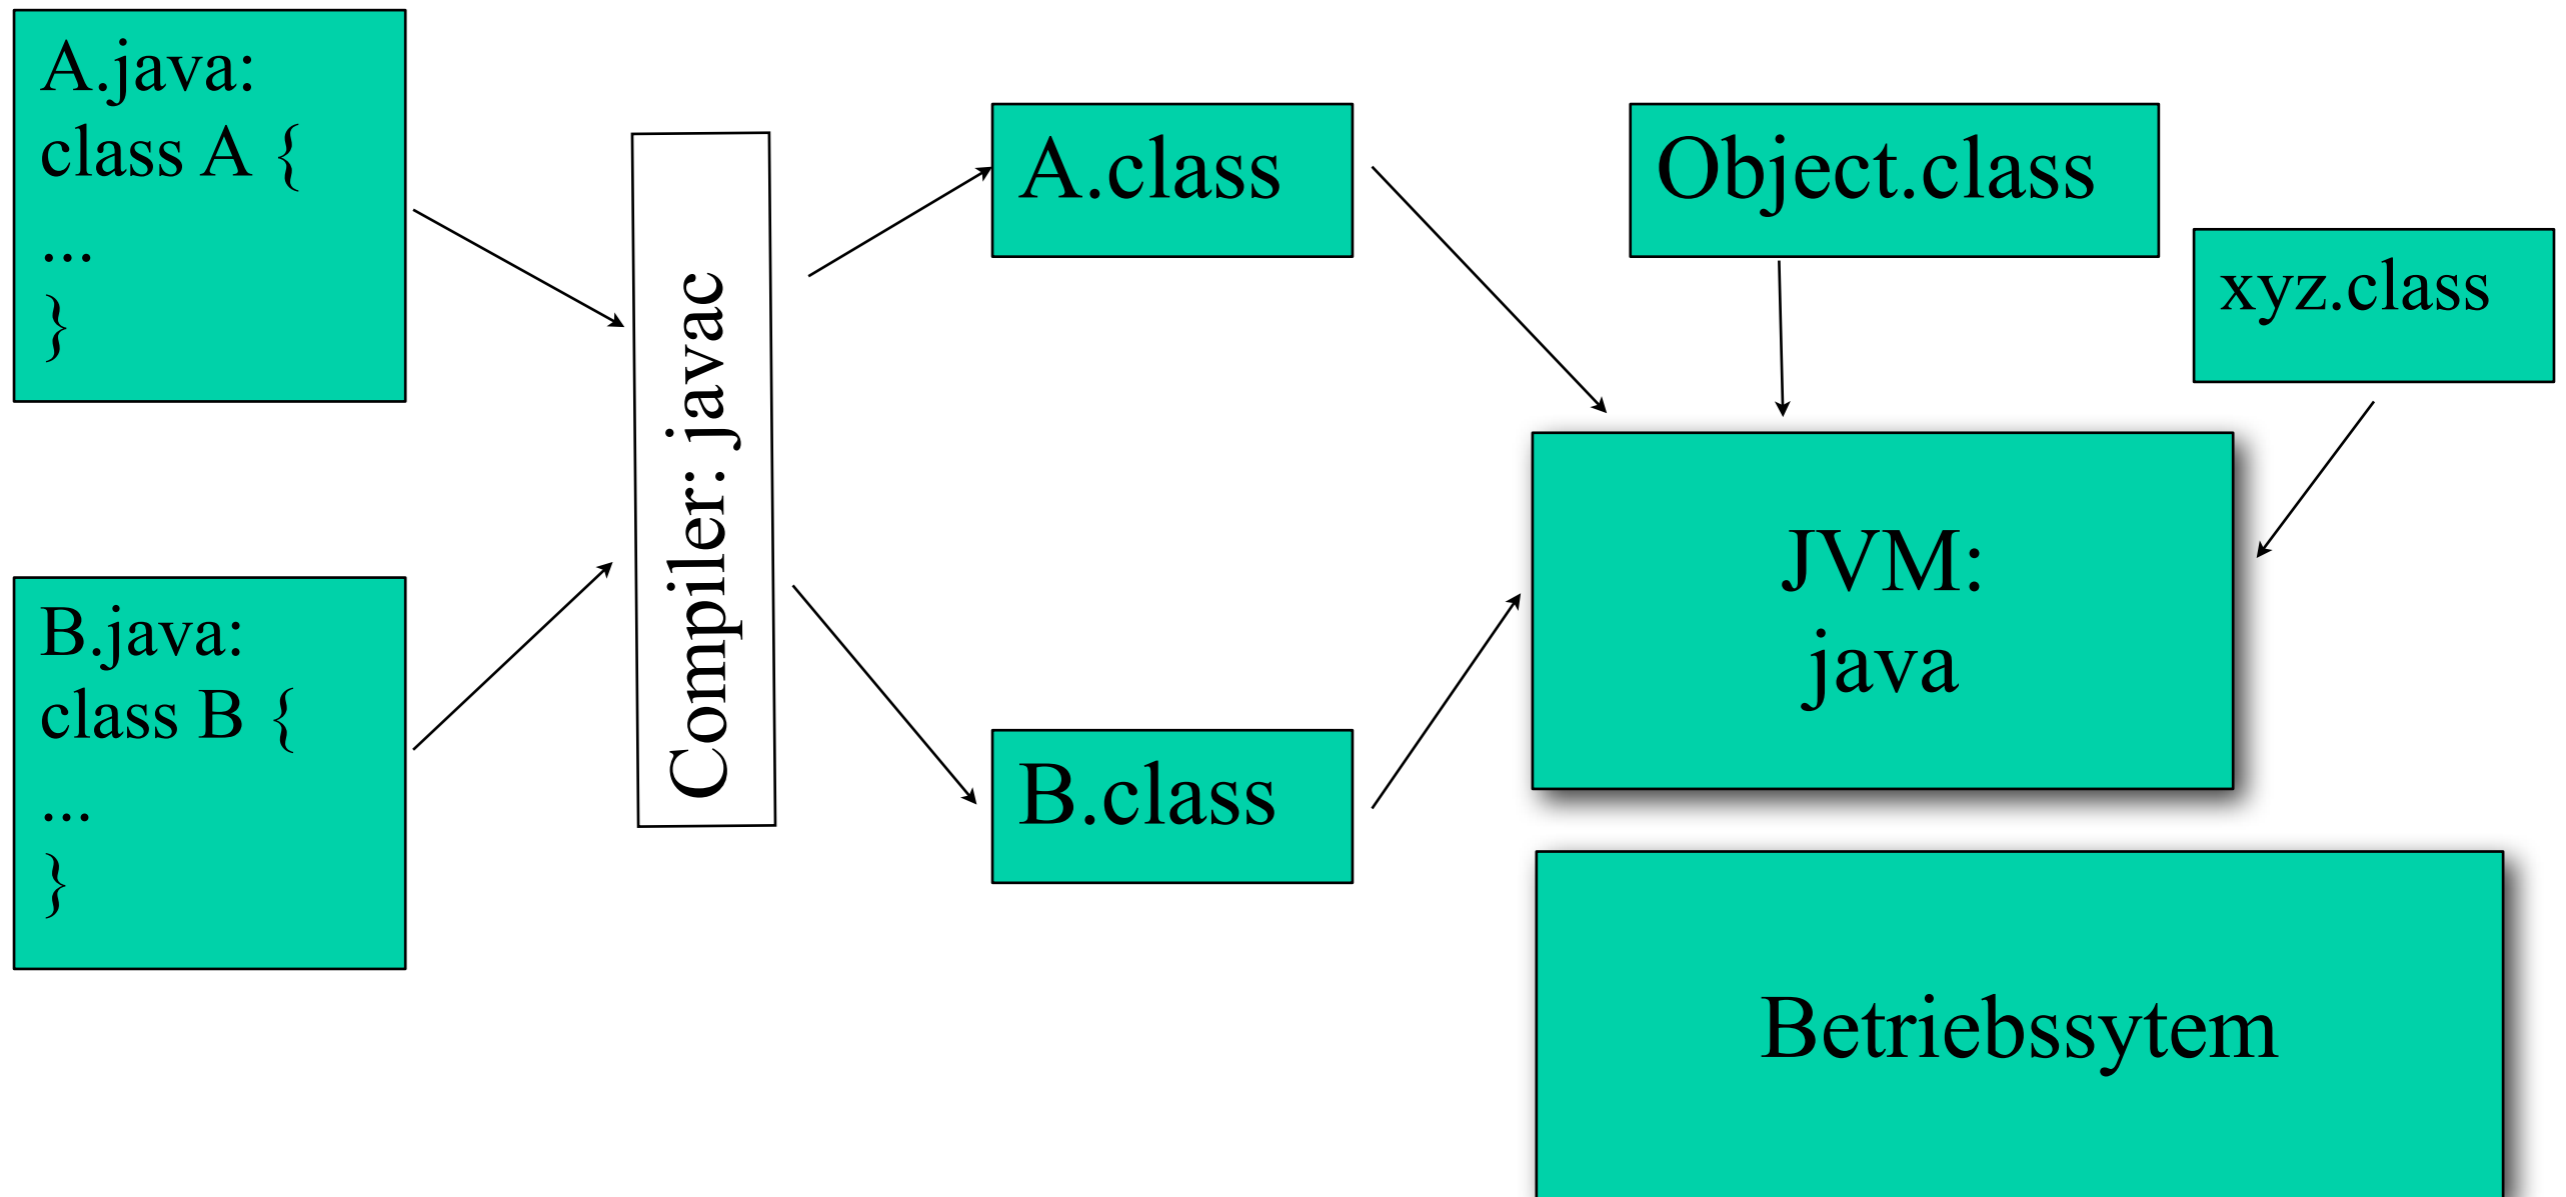 A.java:
class A {
...
}
B.java:
class B {
...
}
Compiler: javac
A.class
B.class
Object.class
xyz.class
JVM:
java
Betriebssytem